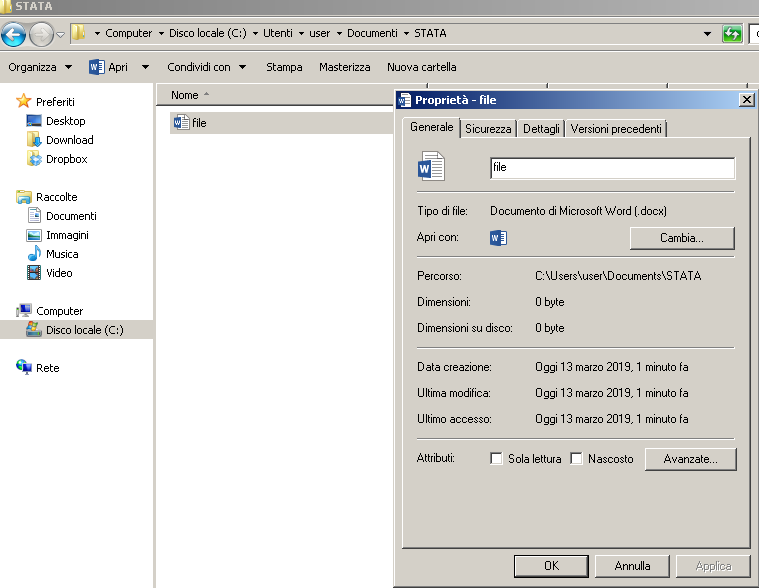 STATA
Computer Disco locale (C:) Utenti user Documenti STATA
Organizza Apri Condividi con Stampa Masterizza Nuova cartella
Preferiti
Desktop
Download
Dropbox
Raccolte
Documenti
Immagini
Musica
Video
Computer
Disco locale (C:)
Rete
Nome
file
Proprietà - file
Generale Sicurezza Dettagli Versioni precedenti
file
Tipo di file: Documento di Microsoft Word (.docx)
Apri con: Cambia...
Percorso: C:\Users\user\Documents\STATA
Dimensioni: 0 byte
Dimensioni su disco: 0 byte
Data creazione: Oggi 13 marzo 2019, 1 minuto fa
Ultima modifica: Oggi 13 marzo 2019, 1 minuto fa
Ultimo accesso: Oggi 13 marzo 2019, 1 minuto fa
Attributi: Sola lettura Nascosto Avanzate...
OK Annulla Applica